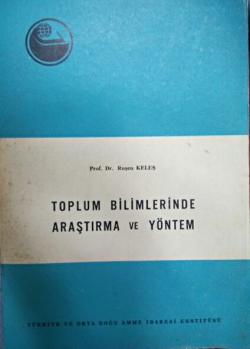 Prof. Dr. Ruşen KELEŞ
TOPLUM BİLİMLERİNDE
ARAŞTIRMA VE YÖNTEM
TÜRKİYE VE ORTA DOĞU AMME İDARESİ ENSTİTÜSÜ